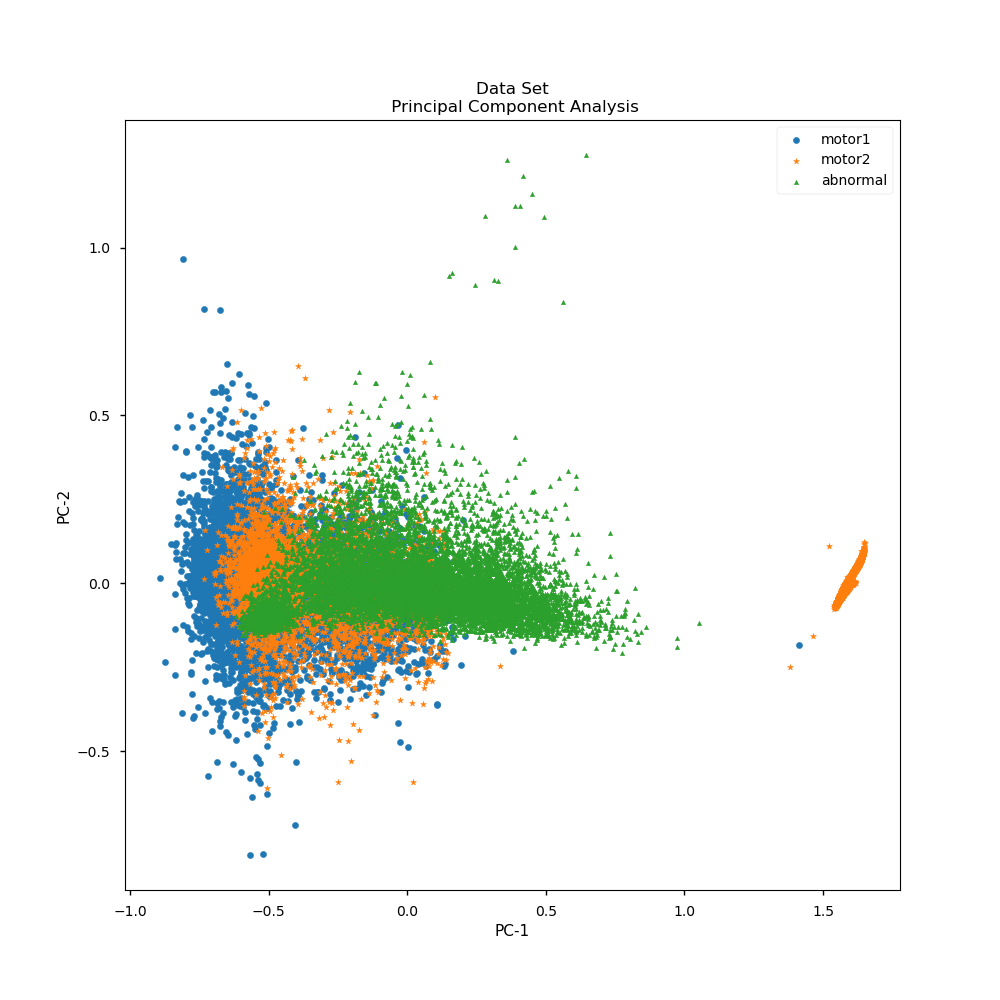 Data Set
Principal Component Analysis
motor1
motor2
abnormal
PC-2
1.0
0.5
0.0
−0.5
−1.0
−0.5
0.0
0.5
1.0
1.5
PC-1